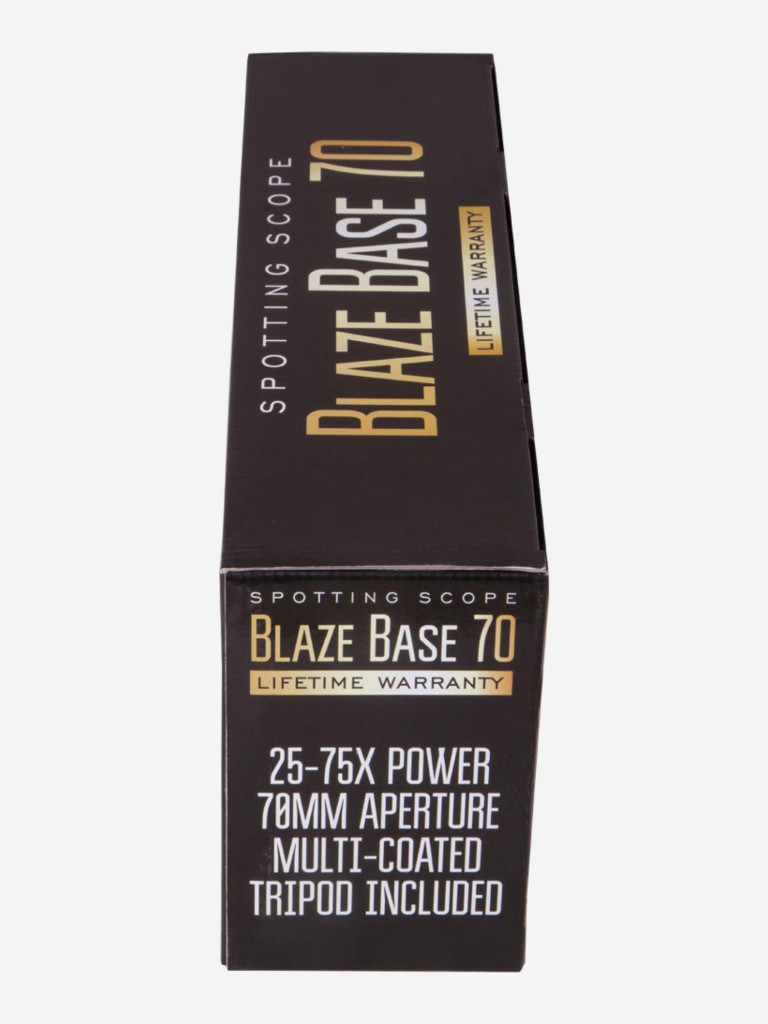 SPOTTING SCOPE
BLAZE BASE 70
LIFETIME WARRANTY
SPOTTING SCOPE
BLAZE BASE 70
LIFETIME WARRANTY
25-75X POWER
70MM APERTURE
MULTI-COATED
TRIPOD INCLUDED